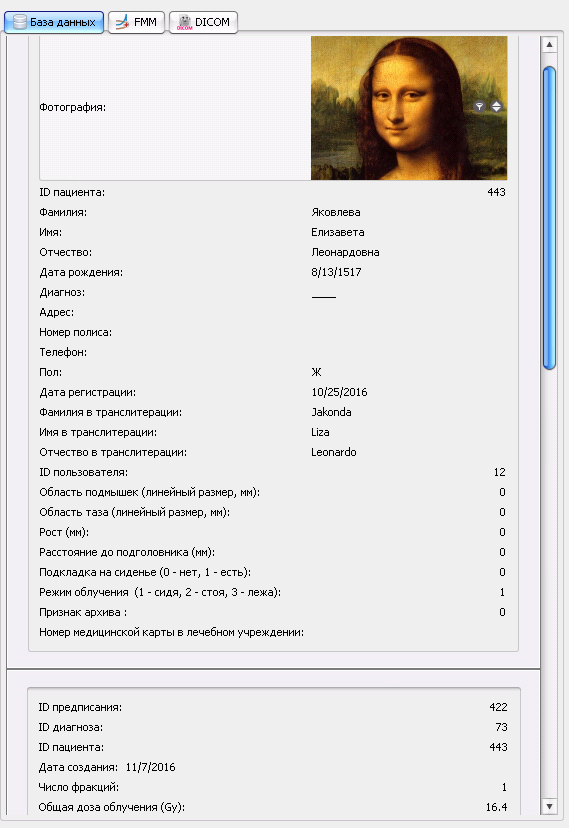 База данных FMM DICOM
Фотография:
ID пациента: 443
Фамилия: Яковлева
Имя: Елизавета
Отчество: Леонардовна
Дата рождения: 8/13/1517
Диагноз: ____
Адрес:
Номер полиса:
Телефон:
Пол: Ж
Дата регистрации: 10/25/2016
Фамилия в транслитерации: Jakonda
Имя в транслитерации: Liza
Отчество в транслитерации: Leonardo
ID пользователя: 12
Область подмышек (линейный размер, мм): 0
Область таза (линейный размер, мм): 0
Рост (мм): 0
Расстояние до подголовника (мм): 0
Подкладка на сиденье (0 - нет, 1 - есть): 0
Режим облучения (1 - сидя, 2 - стоя, 3 - лежа): 1
Признак архива : 0
Номер медицинской карты в лечебном учреждении:
ID предписания: 422
ID диагноза: 73
ID пациента: 443
Дата создания: 11/7/2016
Число фракций: 1
Общая доза облучения (Gy): 16.4